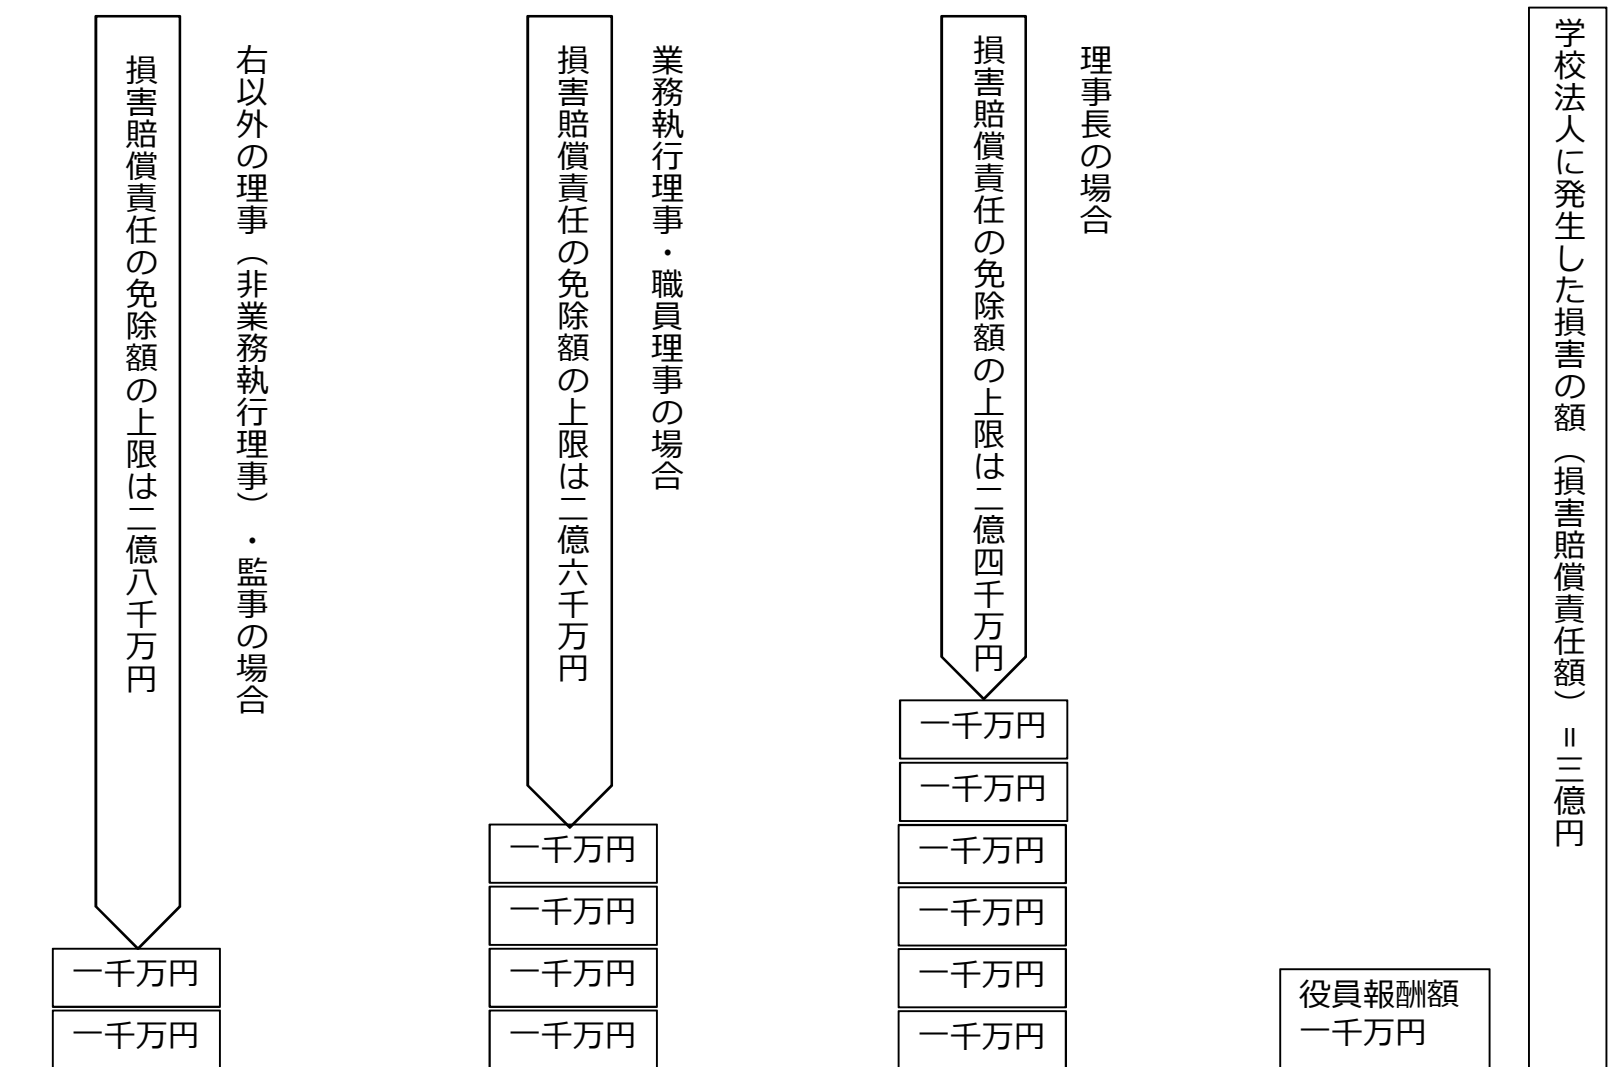 学校法人に発生した損害の額（損害賠償責任額）＝三億円
役員報酬額
一千万円
理事長の場合
損害賠償責任の免除額の上限は二億四千万円
一千万円
一千万円
一千万円
一千万円
一千万円
一千万円
業務執行理事・職員理事の場合
損害賠償責任の免除額の上限は二億六千万円
一千万円
一千万円
一千万円
一千万円
右以外の理事（非業務執行理事）・監事の場合
損害賠償責任の免除額の上限は二億八千万円
一千万円
一千万円